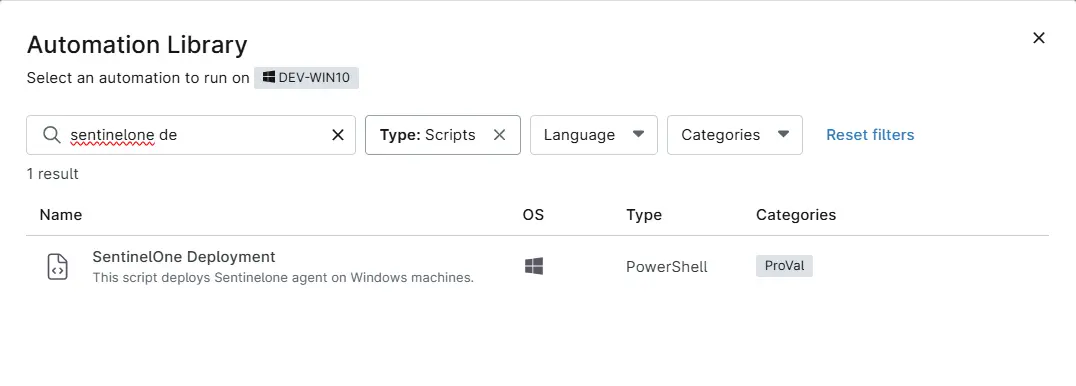 Automation Library
Select an automation to run on DEV-WIN10
sentinelone de Type: Scripts Language Categories Reset filters
1 result
Name OS Type Categories
SentinelOne Deployment
This script deploys Sentinelone agent on Windows machines.
PowerShell ProVal